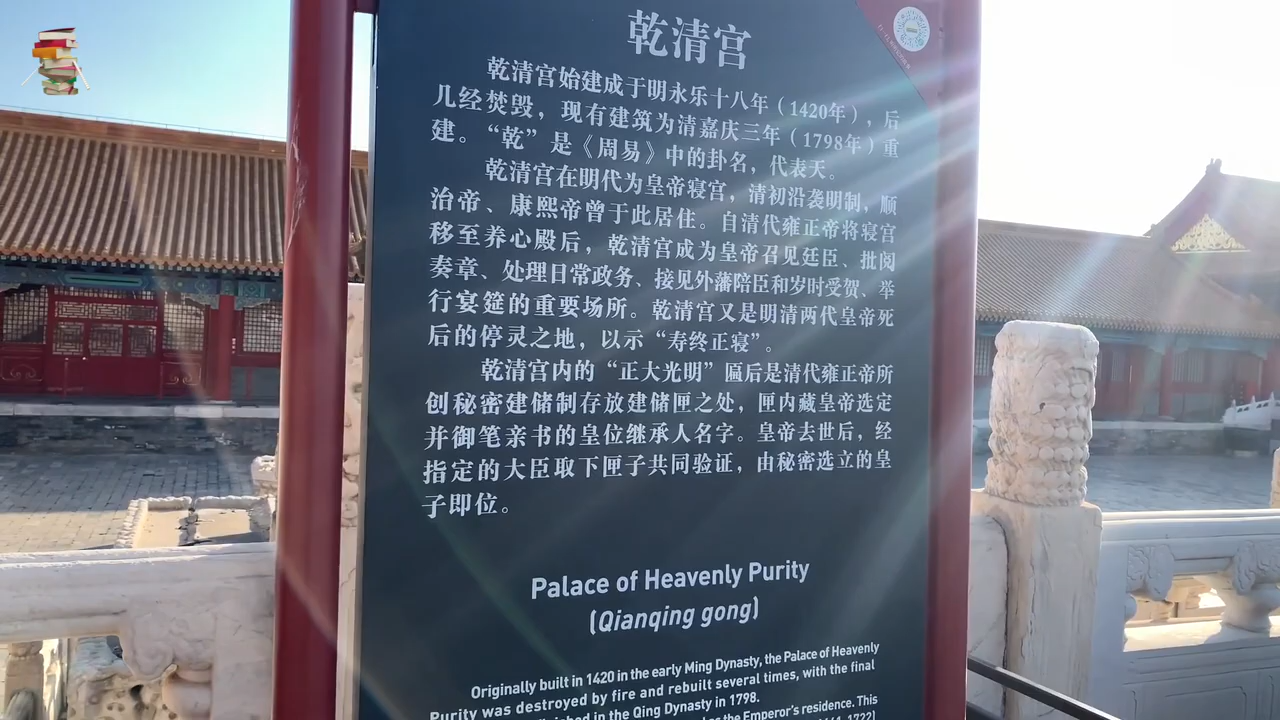 乾清宫
乾清宫始建成于明永乐十八年（1420年），后
几经焚毁，现有建筑为清嘉庆三年（1798年）重
建。“乾”是《周易》中的卦名，代表天。
乾清宫在明代为皇帝寝宫，清初沿袭明制，顺
治帝、康熙帝曾于此居住。自清代雍正帝将寝宫
移至养心殿后，乾清宫成为皇帝召见廷臣、批阅
奏章、处理日常政务、接见外藩陪臣和岁时受贺、举
行宴筵的重要场所。乾清宫又是明清两代皇帝死
后的停灵之地，以示“寿终正寝”。
乾清宫内的“正大光明”匾后是清代雍正帝所
创秘密建储制存放建储匣之处，匣内藏皇帝选定
并御笔亲书的皇位继承人名字。皇帝去世后，经
指定的大臣取下匣子共同验证，由秘密选立的皇
子即位。
Palace of Heavenly Purity
(Qianqing gong)
Originally built in 1420 in the early Ming Dynasty, the Palace of Heavenly
Purity was destroyed by fire and rebuilt several times, with the final
in the Qing Dynasty in 1798.
the Emperor's residence. This
1722)